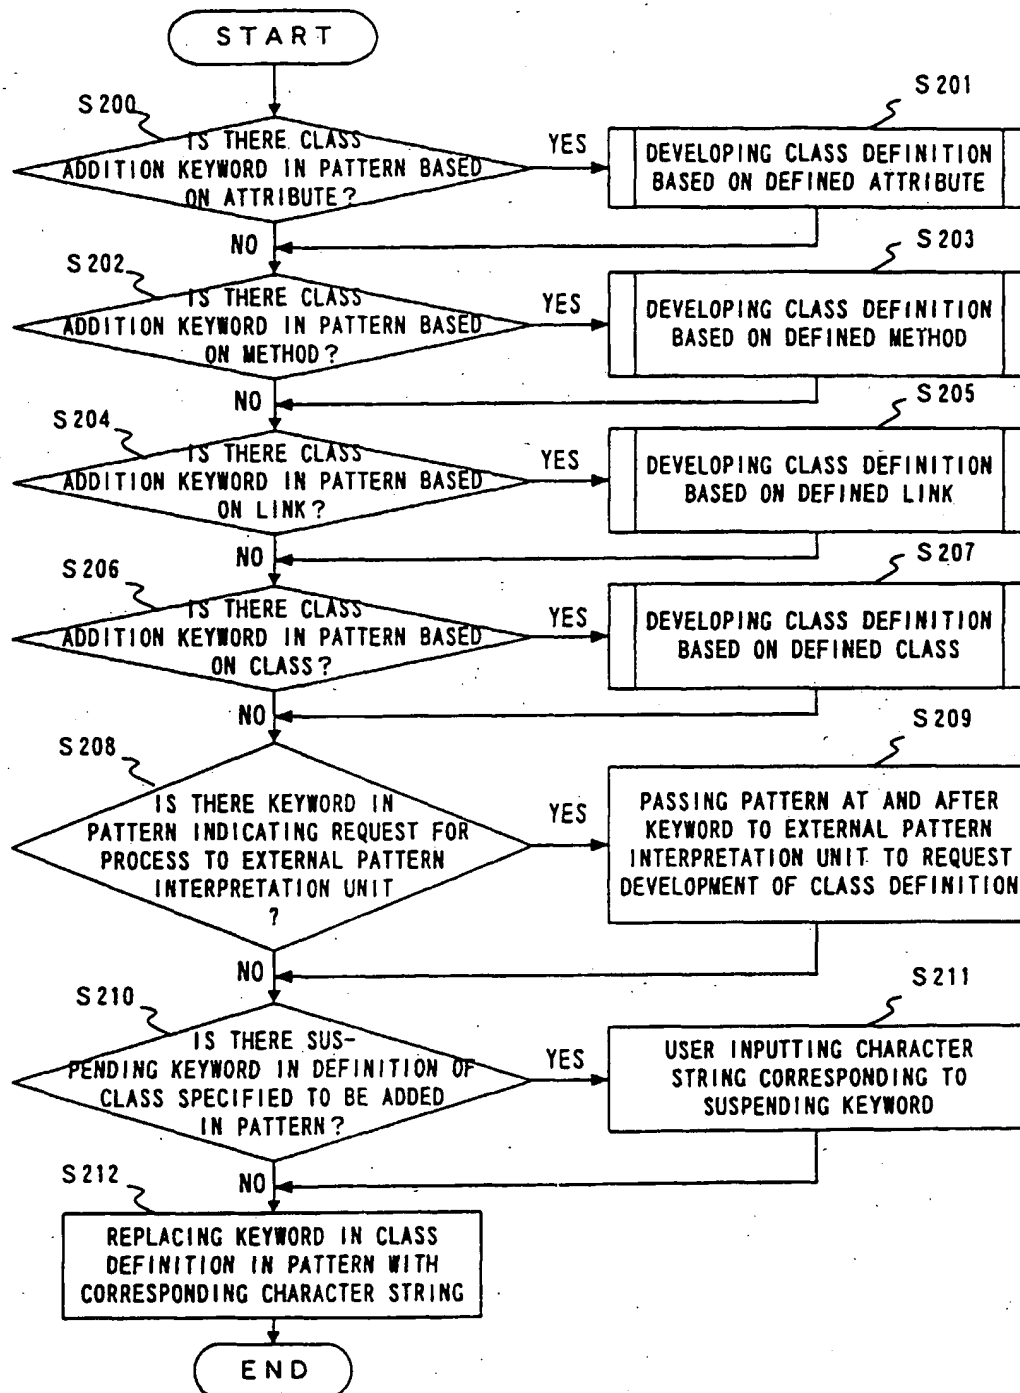 START
S200
IS THERE CLASS
ADDITION KEYWORD IN PATTERN BASED
ON ATTRIBUTE?
YES
S201
DEVELOPING CLASS DEFINITION
BASED ON DEFINED ATTRIBUTE
NO
S202
IS THERE CLASS
ADDITION KEYWORD IN PATTERN BASED
ON METHOD?
YES
S203
DEVELOPING CLASS DEFINITION
BASED ON DEFINED METHOD
NO
S204
IS THERE CLASS
ADDITION KEYWORD IN PATTERN BASED
ON LINK?
YES
S205
DEVELOPING CLASS DEFINITION
BASED ON DEFINED LINK
NO
S206
IS THERE CLASS
ADDITION KEYWORD IN PATTERN BASED
ON CLASS?
YES
S207
DEVELOPING CLASS DEFINITION
BASED ON DEFINED CLASS
NO
S208
IS THERE KEYWORD IN
PATTERN INDICATING REQUEST FOR
PROCESS TO EXTERNAL PATTERN
INTERPRETATION UNIT
?
YES
S209
PASSING PATTERN AT AND AFTER
KEYWORD TO EXTERNAL PATTERN
INTERPRETATION UNIT TO REQUEST
DEVELOPMENT OF CLASS DEFINITION
NO
S210
IS THERE SUS-
PENDING KEYWORD IN DEFINITION OF
CLASS SPECIFIED TO BE ADDED
IN PATTERN?
YES
S211
USER INPUTTING CHARACTER
STRING CORRESPONDING TO
SUSPENDING KEYWORD
NO
S212
REPLACING KEYWORD IN CLASS
DEFINITION IN PATTERN WITH
CORRESPONDING CHARACTER STRING
END